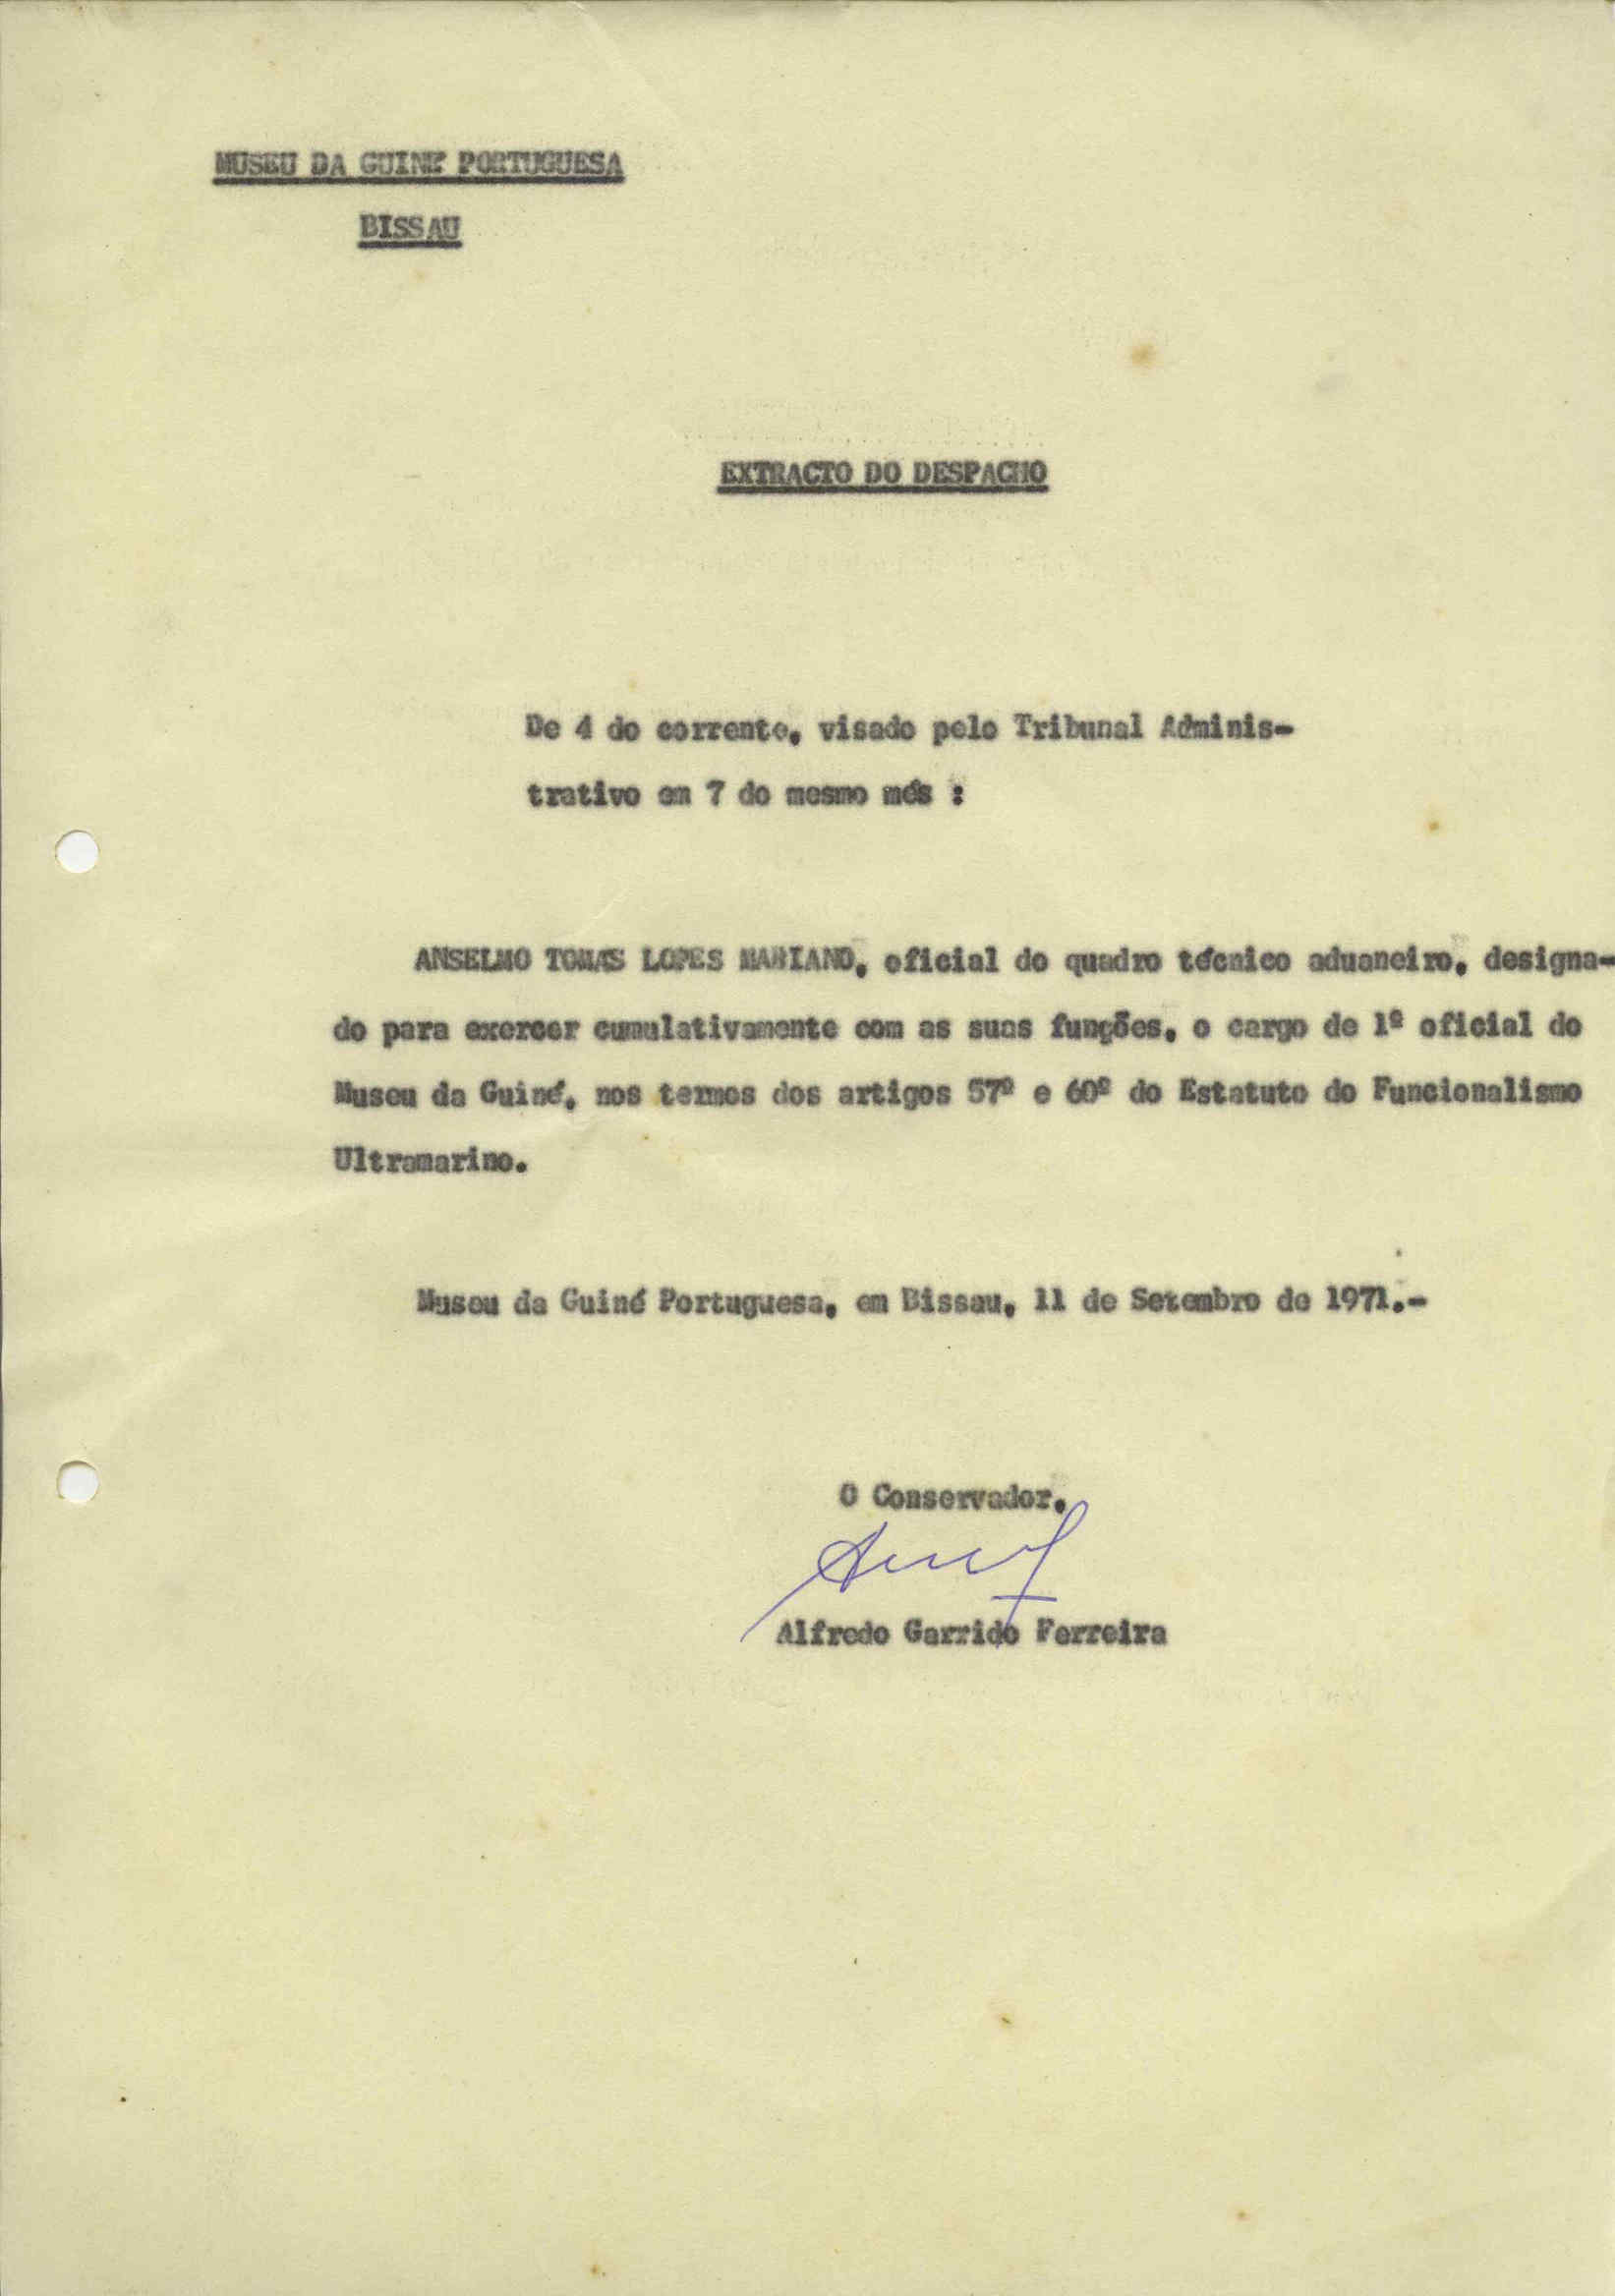 MUSEU DA GUINÉ PORTUGUESA
BISSAU
EXTRACTO DO DESPACHO
De 4 do corrente, visado pelo Tribunal Adminis-
trativo em 7 do mesmo mês :
ANSELMO TOMÁS LOPES MARIANO, oficial do quadro técnico aduaneiro, designa-
do para exercer cumulativamente com as suas funções, o cargo de 1º oficial do
Museu da Guiné, nos termos dos artigos 57º e 60º do Estatuto do Funcionalismo
Ultramarino.
Museu da Guiné Portuguesa, em Bissau, 11 de Setembro de 1971.-
O Conservador,
Alfredo Garrido Ferreira